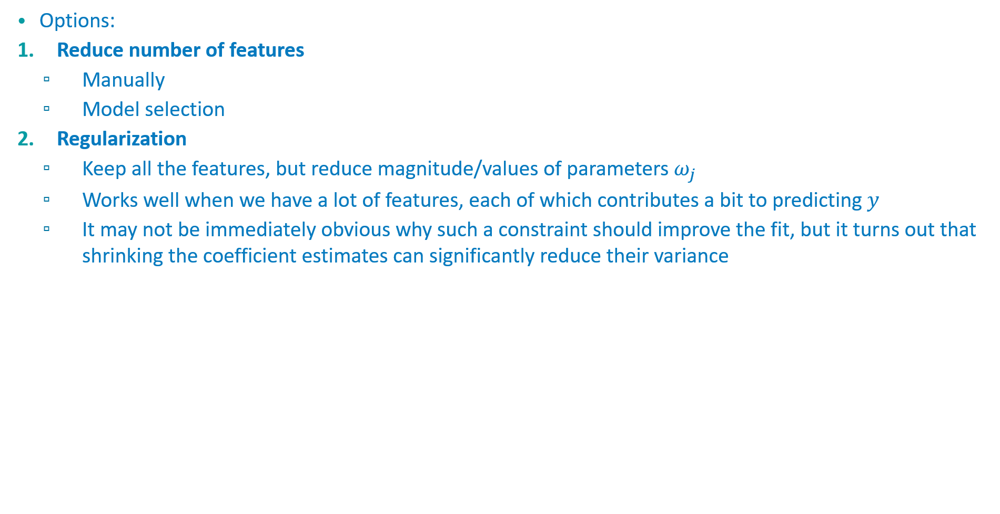 • Options:
1. Reduce number of features
▫ Manually
▫ Model selection
2. Regularization
▫ Keep all the features, but reduce magnitude/values of parameters ω_j
▫ Works well when we have a lot of features, each of which contributes a bit to predicting y
▫ It may not be immediately obvious why such a constraint should improve the fit, but it turns out that
shrinking the coefficient estimates can significantly reduce their variance